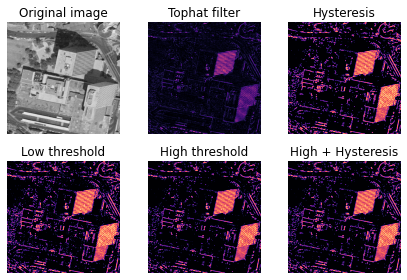 Original image
Tophat filter
Hysteresis
Low threshold
High threshold
High + Hysteresis